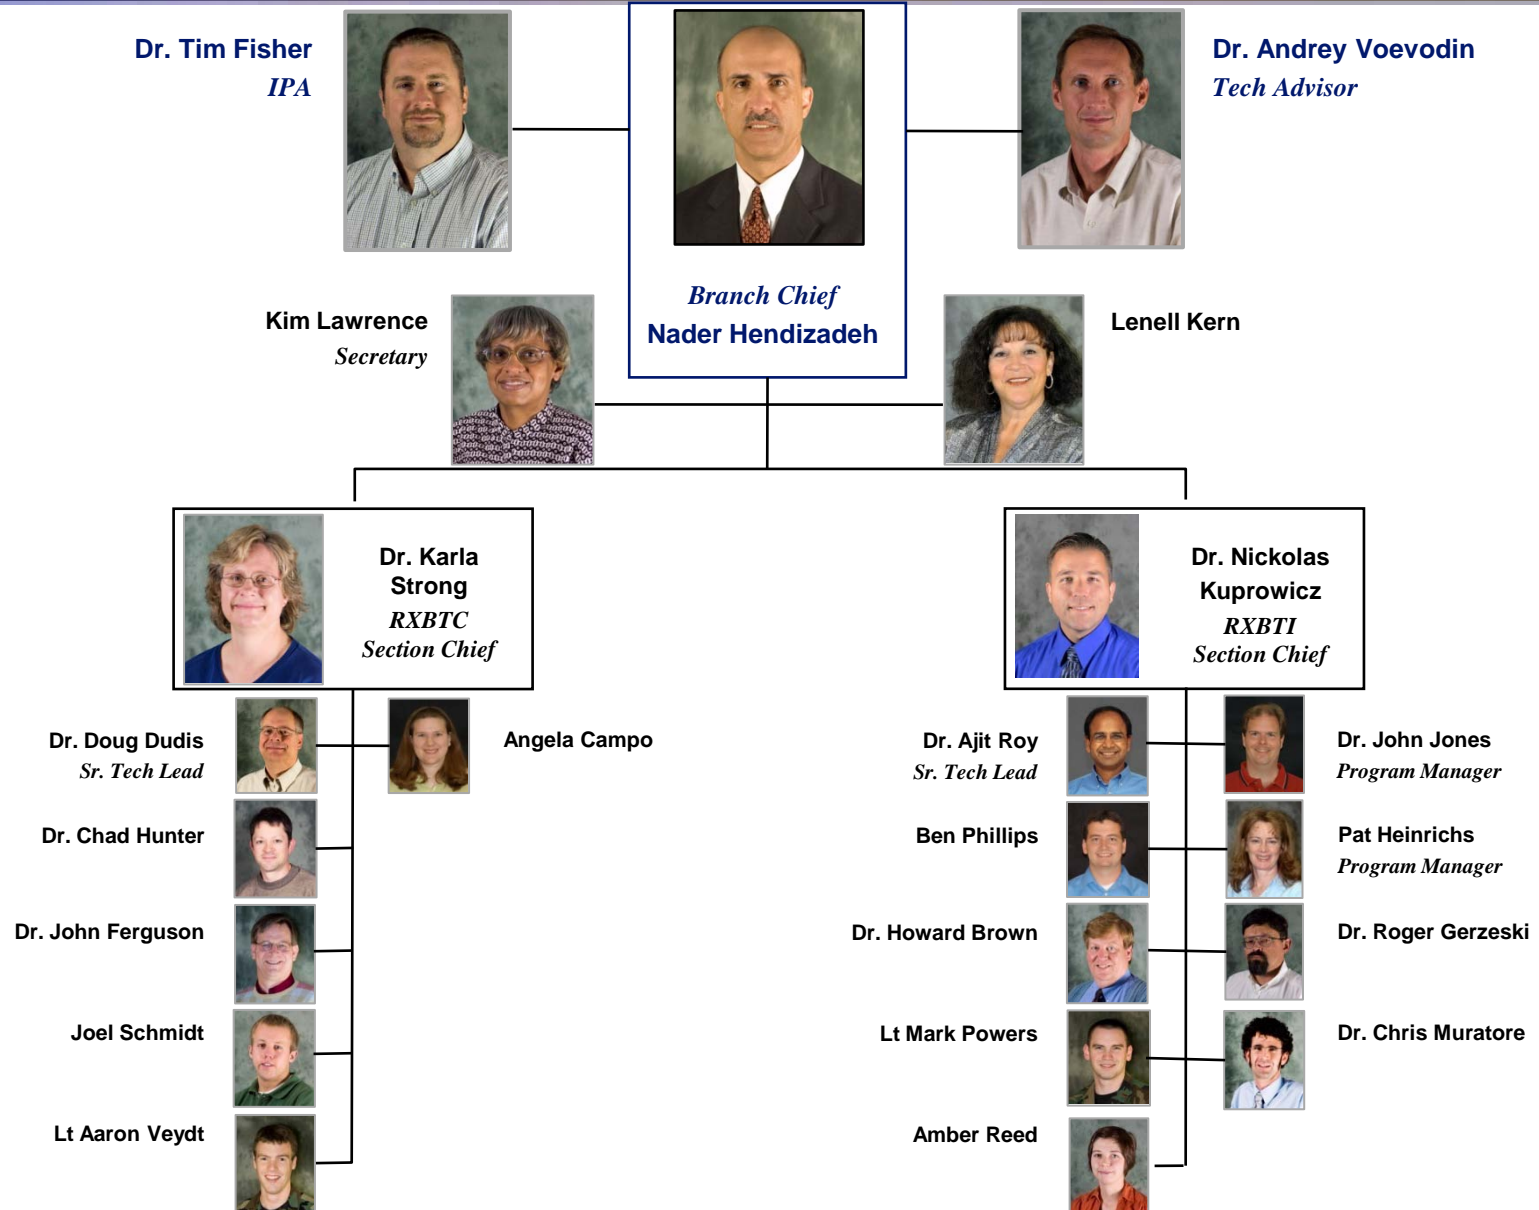 Dr. Tim Fisher
IPA
Dr. Andrey Voevodin
Tech Advisor
Branch Chief
Nader Hendizadeh
Kim Lawrence
Secretary
Lenell Kern
Dr. Karla
Strong
RXBTC
Section Chief
Dr. Nickolas
Kuprowicz
RXBTI
Section Chief
Dr. Doug Dudis
Sr. Tech Lead
Angela Campo
Dr. Chad Hunter
Dr. John Ferguson
Joel Schmidt
Lt Aaron Veydt
Dr. Ajit Roy
Sr. Tech Lead
Dr. John Jones
Program Manager
Ben Phillips
Pat Heinrichs
Program Manager
Dr. Howard Brown
Dr. Roger Gerzeski
Lt Mark Powers
Dr. Chris Muratore
Amber Reed